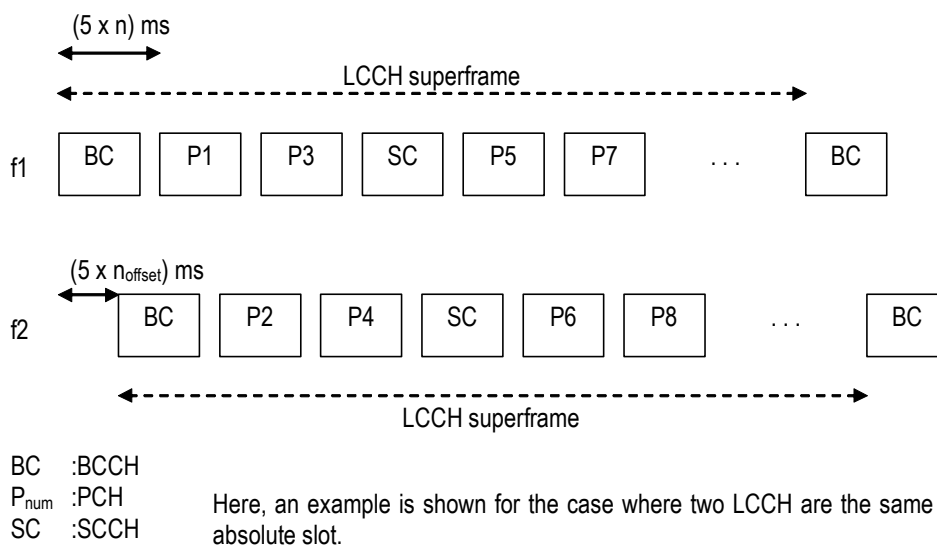 (5 x n) ms
LCCH superframe
f1 BC P1 P3 SC P5 P7 . . . BC
(5 x noffset) ms
f2 BC P2 P4 SC P6 P8 . . . BC
LCCH superframe
BC :BCCH
Pnum :PCH
SC :SCCH
Here, an example is shown for the case where two LCCH are the same
absolute slot.